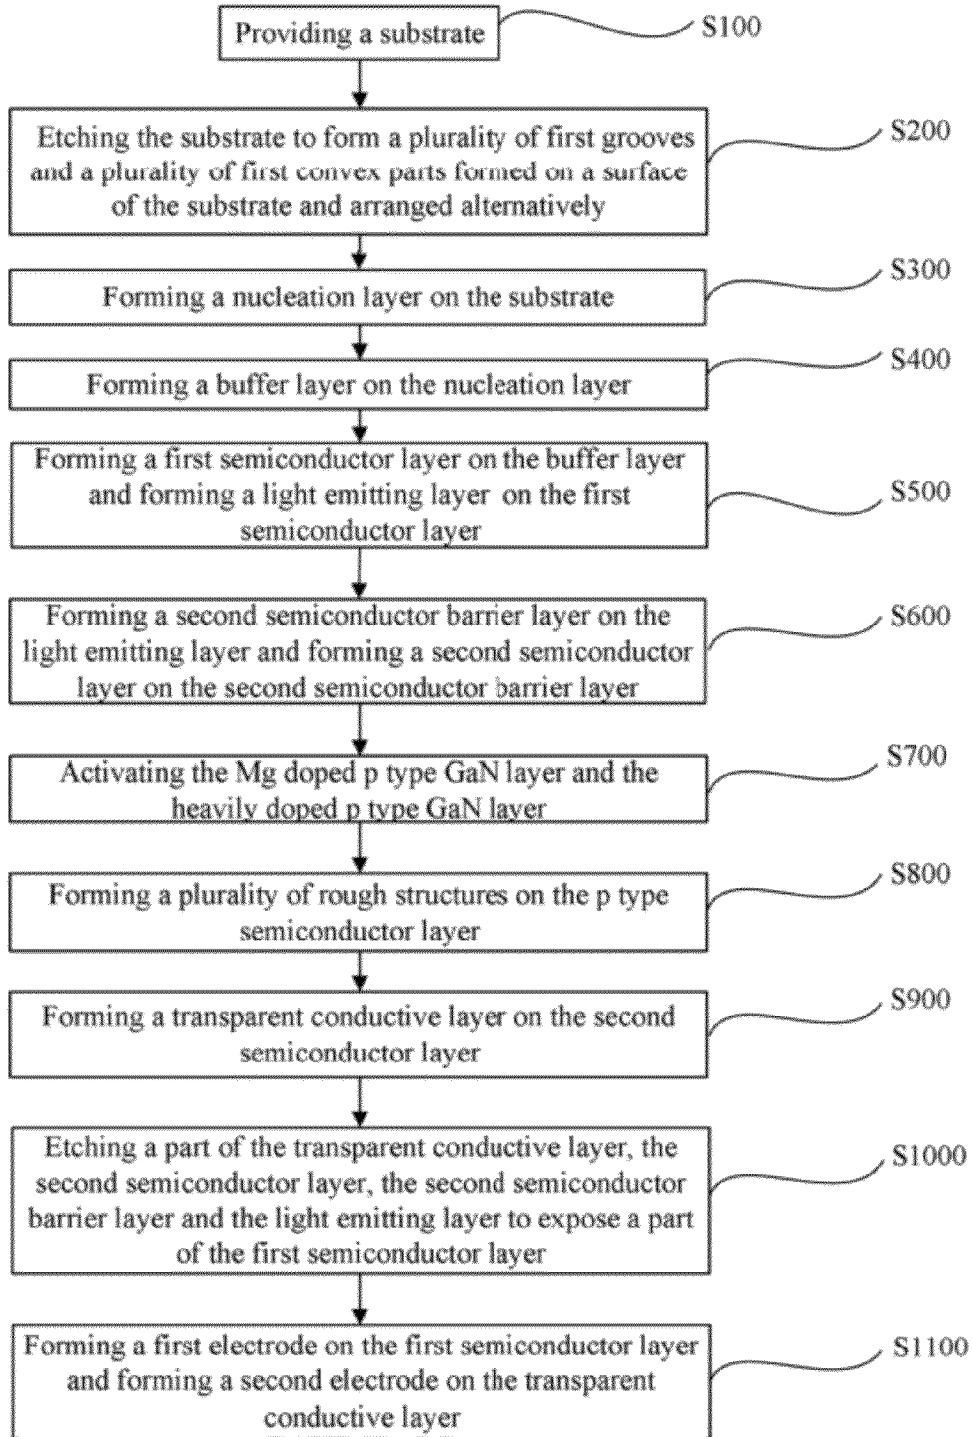 Providing a substrate
S100
Etching the substrate to form a plurality of first grooves
and a plurality of first convex parts formed on a surface
of the substrate and arranged alternatively
S200
Forming a nucleation layer on the substrate
S300
Forming a buffer layer on the nucleation layer
S400
Forming a first semiconductor layer on the buffer layer
and forming a light emitting layer on the first
semiconductor layer
S500
Forming a second semiconductor barrier layer on the
light emitting layer and forming a second semiconductor
layer on the second semiconductor barrier layer
S600
Activating the Mg doped p type GaN layer and the
heavily doped p type GaN layer
S700
Forming a plurality of rough structures on the p type
semiconductor layer
S800
Forming a transparent conductive layer on the second
semiconductor layer
S900
Etching a part of the transparent conductive layer, the
second semiconductor layer, the second semiconductor
barrier layer and the light emitting layer to expose a part
of the first semiconductor layer
S1000
Forming a first electrode on the first semiconductor layer
and forming a second electrode on the transparent
conductive layer
S1100